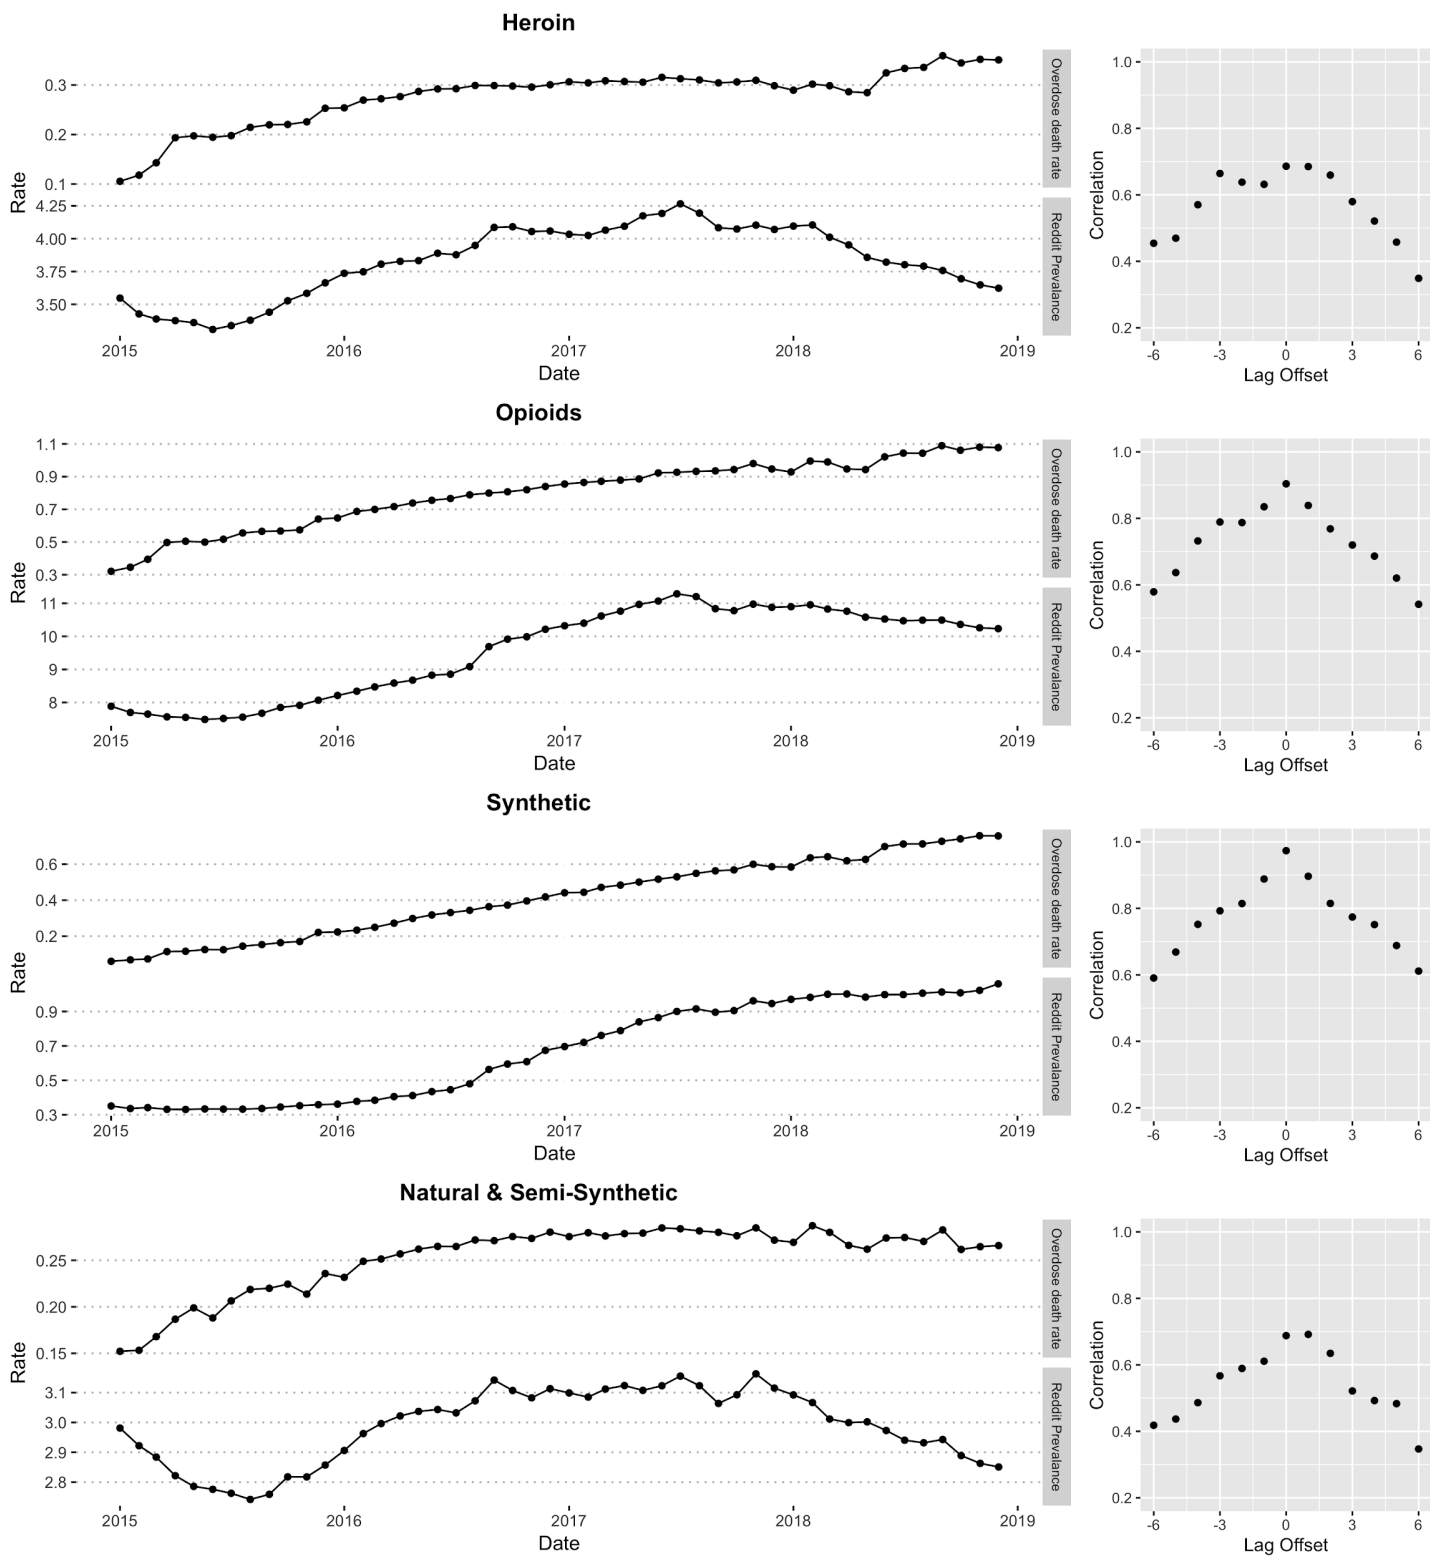 Heroin
Rate
0.3
0.2
0.1
Overdose death rate
4.25
4.00
3.75
3.50
Reddit Prevalance
2015 2016 2017 2018 2019
Date
Correlation
1.0
0.8
0.6
0.4
0.2
-6 -3 0 3 6
Lag Offset
Opioids
Rate
1.1
0.9
0.7
0.5
0.3
Overdose death rate
11
10
9
8
Reddit Prevalance
2015 2016 2017 2018 2019
Date
Correlation
1.0
0.8
0.6
0.4
0.2
-6 -3 0 3 6
Lag Offset
Synthetic
Rate
0.6
0.4
0.2
Overdose death rate
0.9
0.7
0.5
0.3
Reddit Prevalance
2015 2016 2017 2018 2019
Date
Correlation
1.0
0.8
0.6
0.4
0.2
-6 -3 0 3 6
Lag Offset
Natural & Semi-Synthetic
Rate
0.25
0.20
0.15
Overdose death rate
3.1
3.0
2.9
2.8
Reddit Prevalance
2015 2016 2017 2018 2019
Date
Correlation
1.0
0.8
0.6
0.4
0.2
-6 -3 0 3 6
Lag Offset